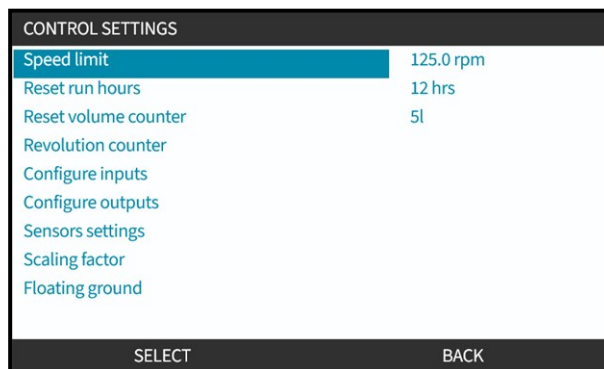 CONTROL SETTINGS
Speed limit 125.0 rpm
Reset run hours 12 hrs
Reset volume counter 5l
Revolution counter
Configure inputs
Configure outputs
Sensors settings
Scaling factor
Floating ground
SELECT BACK